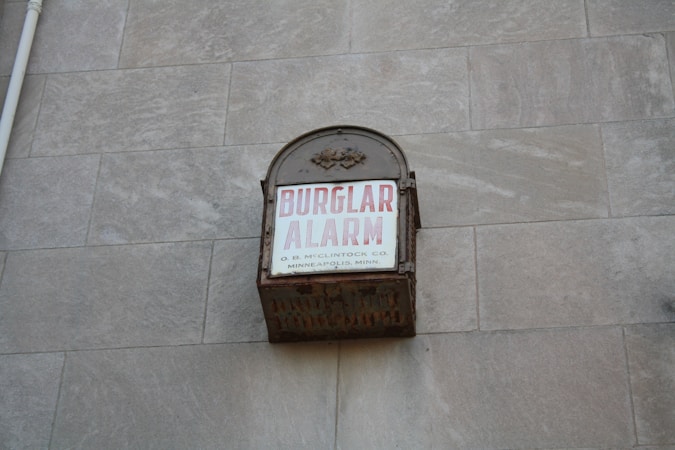 BURGLAR
ALARM
O. B. McCLINTOCK, CO.
MINNEAPOLIS, MINN.